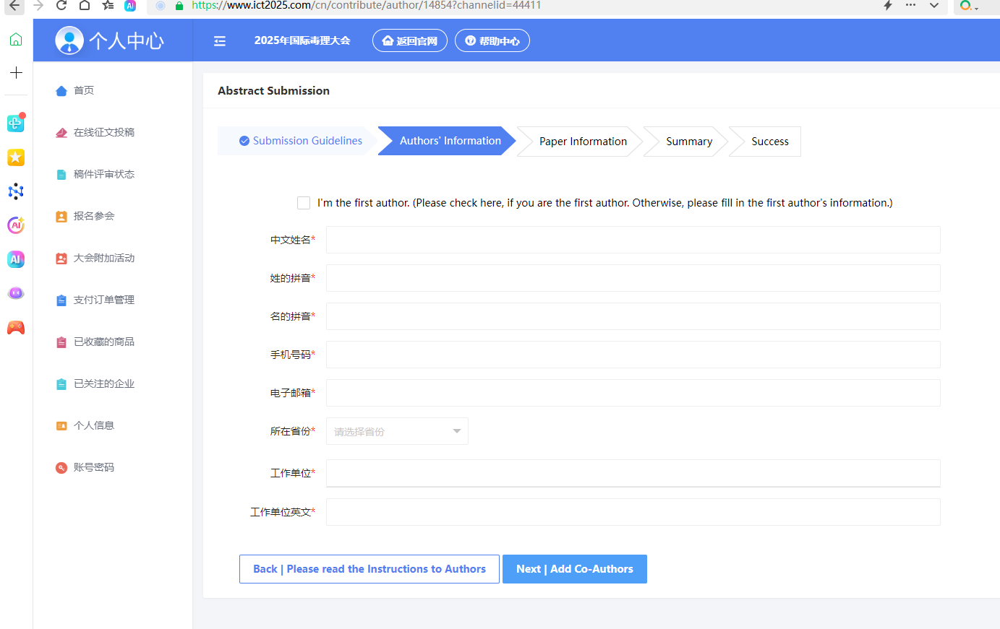 https://www.ict2025.com/cn/contribute/author/14854?channelid=44411
AI
个人中心
2025年国际毒理大会
返回官网
帮助中心
首页
在线征文投稿
稿件评审状态
报名参会
大会附加活动
支付订单管理
已收藏的商品
已关注的企业
个人信息
账号密码
AI
AI
Abstract Submission
Submission Guidelines
Authors' Information
Paper Information
Summary
Success
I'm the first author. (Please check here, if you are the first author. Otherwise, please fill in the first author's information.)
中文姓名*
姓的拼音*
名的拼音*
手机号码*
电子邮箱*
所在省份*
请选择省份
工作单位*
工作单位英文*
Back | Please read the Instructions to Authors
Next | Add Co-Authors